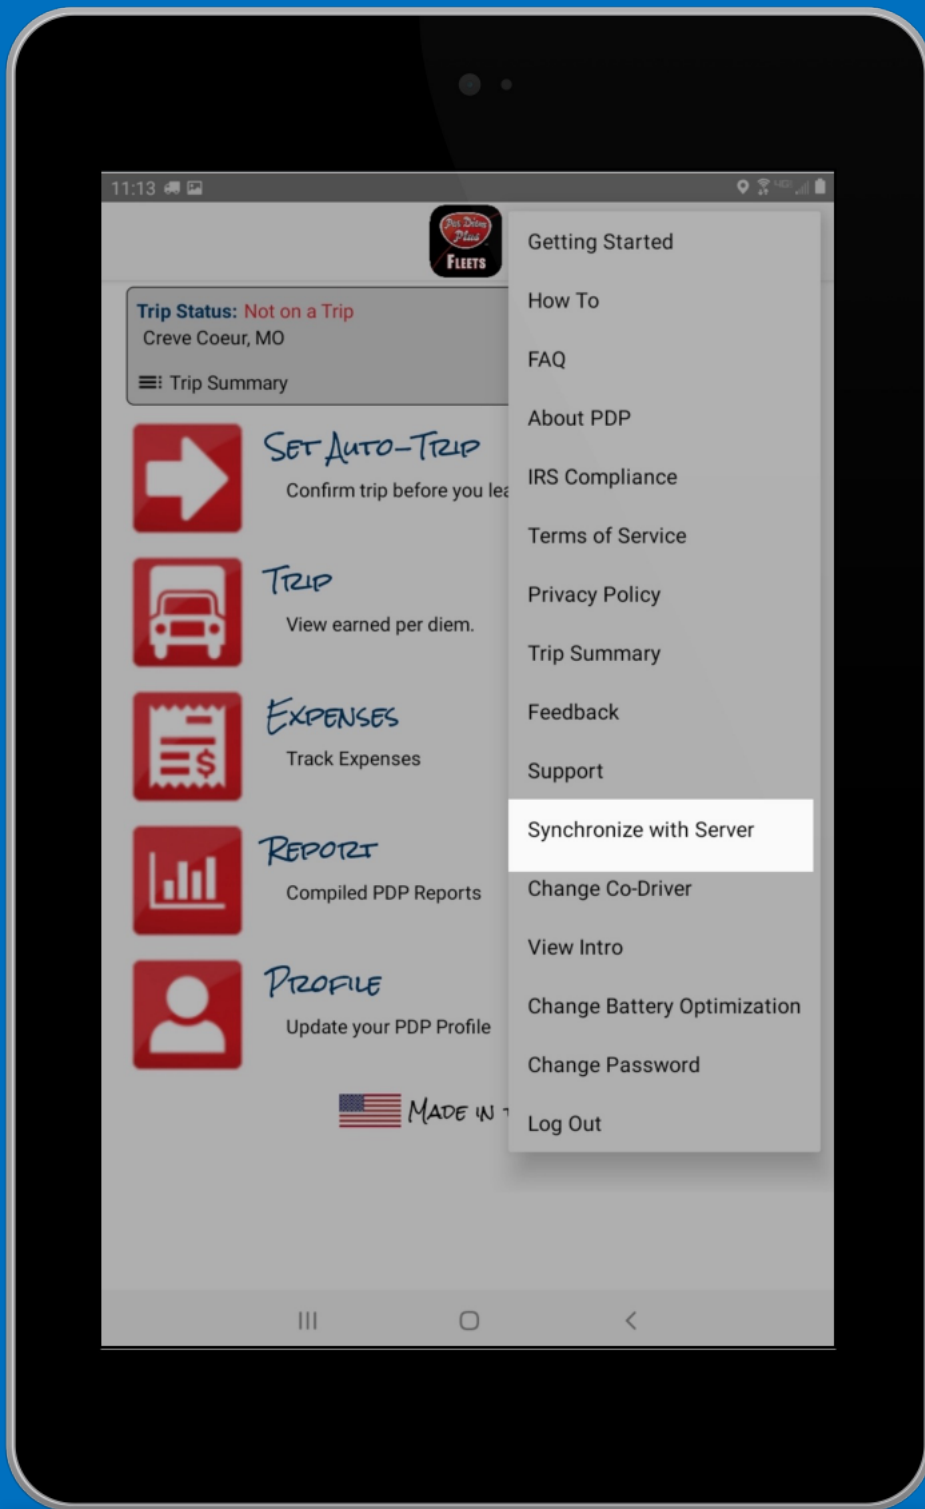 11:13
Per Diem
Plus
FLEETS
Trip Status: Not on a Trip
Creve Coeur, MO
Trip Summary
SET AUTO-TRIP
Confirm trip before you lea
TRIP
View earned per diem.
EXPENSES
Track Expenses
$
REPORT
Compiled PDP Reports
PROFILE
Update your PDP Profile
MADE IN
Getting Started
How To
FAQ
About PDP
IRS Compliance
Terms of Service
Privacy Policy
Trip Summary
Feedback
Support
Synchronize with Server
Change Co-Driver
View Intro
Change Battery Optimization
Change Password
Log Out